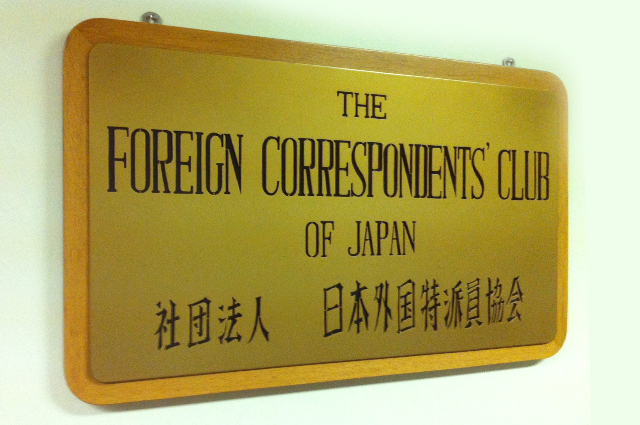 THE
FOREIGN CORRESPONDENTS' CLUB
OF JAPAN
社団法人 日本外国特派員協会